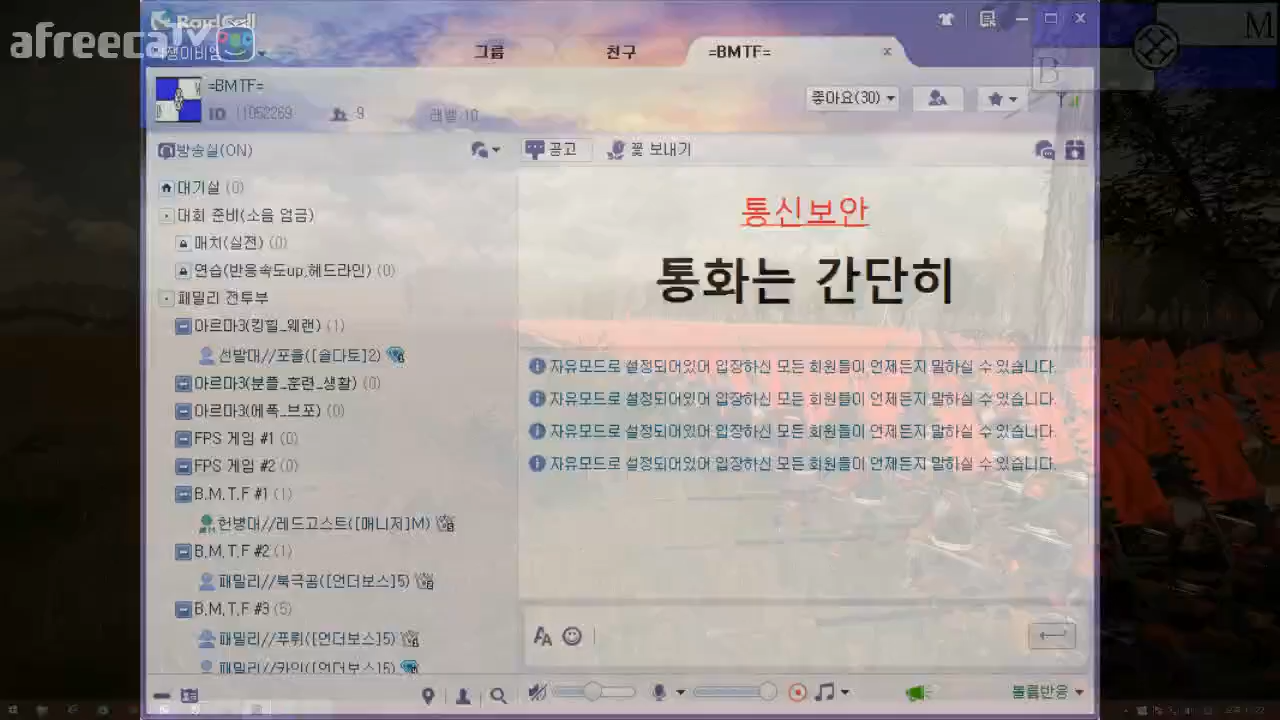 RaidCall
afreecaTV
그룹
친구
=BMTF=
=BMTF=
ID 11052269
9
레벨 10
좋아요(30)
M
B
방송실(ON)
공고
꽃 보내기
대기실 (0)
대회 준비(소음 엄금)
매치(실전) (0)
연습(반응속도up,헤드라인) (0)
패밀리 전투부
아르마3(킹힐_웨랜) (1)
선발대//포을([솔다토]2)
아르마3(분플_훈련_생활) (0)
아르마3(에폭_브포) (0)
FPS 게임 #1 (0)
FPS 게임 #2 (0)
B.M.T.F #1 (1)
헌병대//레드고스트([매니저]M)
B.M.T.F #2 (1)
패밀리//북극곰([언더보스]5)
B.M.T.F #3 (5)
패밀리//푸뤼([언더보스]5)
패밀리//카인([언더보스]5)
통신보안
통화는 간단히
자유모드로 설정되어있어 입장하신 모든 회원들이 언제든지 말하실 수 있습니다.
자유모드로 설정되어있어 입장하신 모든 회원들이 언제든지 말하실 수 있습니다.
자유모드로 설정되어있어 입장하신 모든 회원들이 언제든지 말하실 수 있습니다.
자유모드로 설정되어있어 입장하신 모든 회원들이 언제든지 말하실 수 있습니다.
볼륨반응